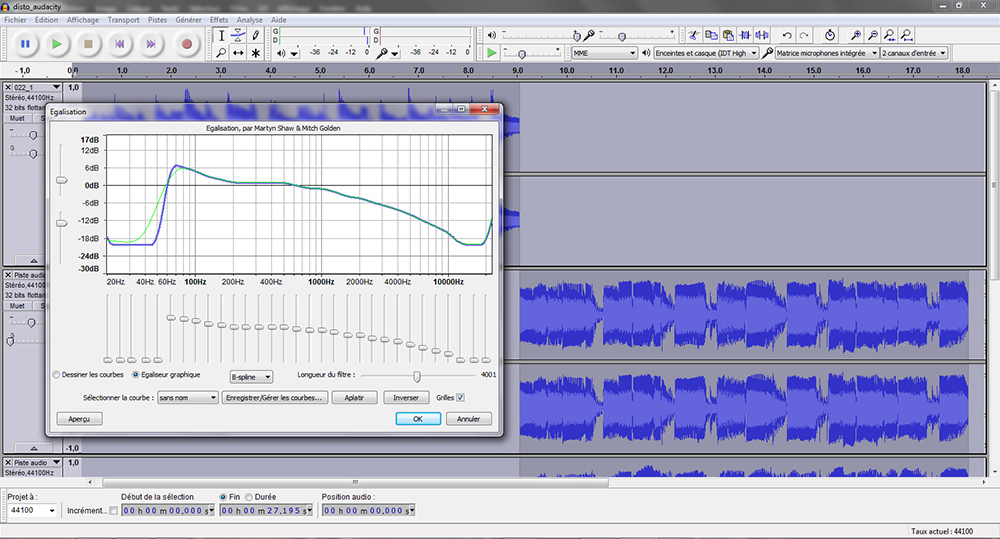 disto_audacity
Fichier Edition Affichage Transport Pistes Générer Effets Analyse Aide
G D -36 -24 -12 0 G D -36 -24 -12 0
MME Enceintes et casque (IDT High Matrice microphones intégrée 2 canaux d'entrée
- 1,0 0,0 1.0 2.0 3.0 4.0 5.0 6.0 7.0 8.0 9.0 10.0 11.0 12.0 13.0 14.0 15.0 16.0 17.0 18.0
022_1 1,0
Stéréo,44100Hz
32 bits flottant
Muet S
G
Egalisation
Egalisation, par Martyn Shaw & Mitch Golden
17dB
12dB
6dB
0dB
-6dB
-12dB
-18dB
-24dB
-30dB
20Hz 40Hz 60Hz 100Hz 200Hz 400Hz 1000Hz 2000Hz 4000Hz 10000Hz
Dessiner les courbes Egaliseur graphique B-spline Longueur du filtre : 4001
Sélectionner la courbe : sans nom Enregistrer/Gérer les courbes... Aplatir Inverser Grilles
Aperçu OK Annuler
Piste audio
Stéréo,44100Hz
32 bits flottan
Muet S
G
-1,0
Piste audio 1,0
Stéréo,44100Hz
Projet à : Début de la sélection Fin Durée Position audio :
44100 Incrément... 00 h 00 m 00,000 s 00 h 00 m 27,195 s 00 h 00 m 00,000 s
Taux actuel : 44100